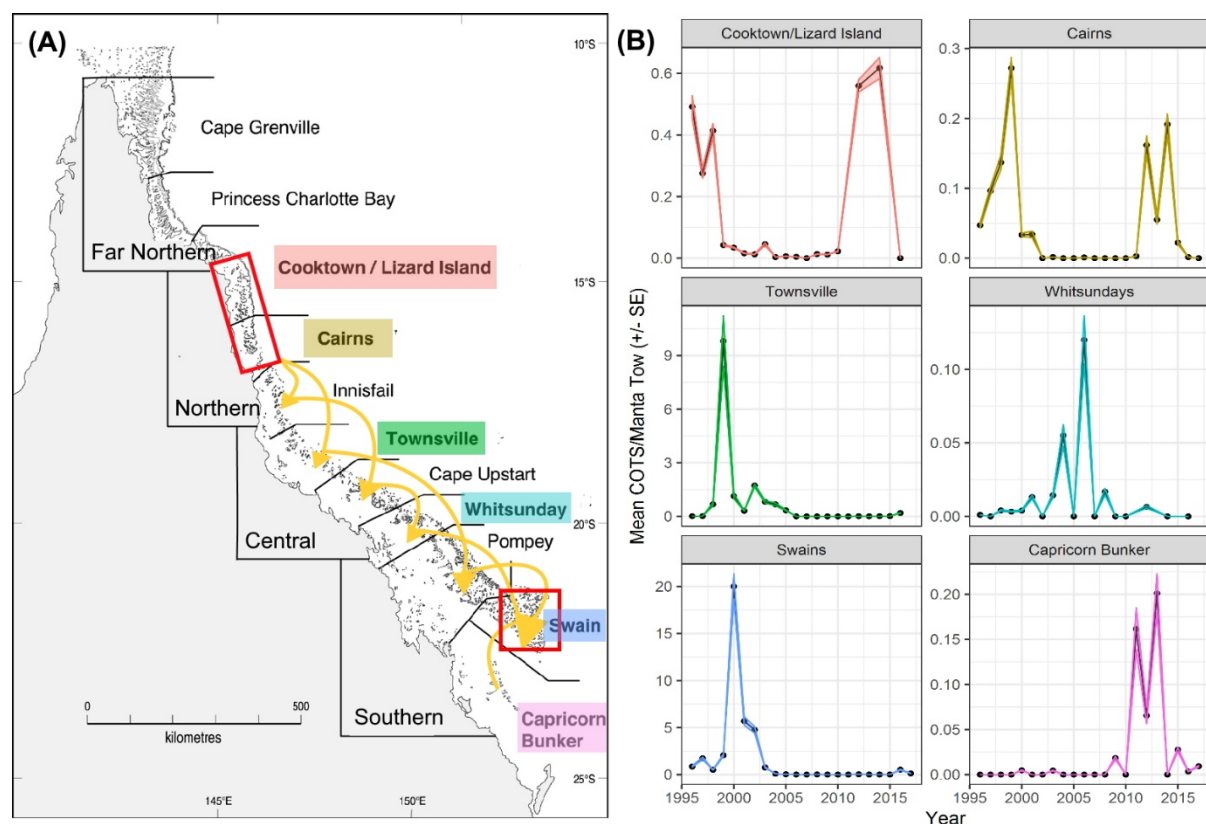 (A)
10°S
Cape Grenville
Princess Charlotte Bay
Far Northern
Cooktown / Lizard Island
15°S
Cairns
Innisfail
Northern
Townsville
Cape Upstart
Whitsunday
20°S
Pompey
Central
Swain
0 500
kilometres
Southern
Capricorn
Bunker
25°S
145°E 150°E
(B)
Mean COTS/Manta Tow (+/- SE)
Cooktown/Lizard Island
0.6
0.4
0.2
0.0
Cairns
0.3
0.2
0.1
0.0
Townsville
9
6
3
0
Whitsundays
0.10
0.05
0.00
Swains
20
15
10
5
0
Capricorn Bunker
0.20
0.15
0.10
0.05
0.00
1995 2000 2005 2010 2015
1995 2000 2006 2010 2015
Year